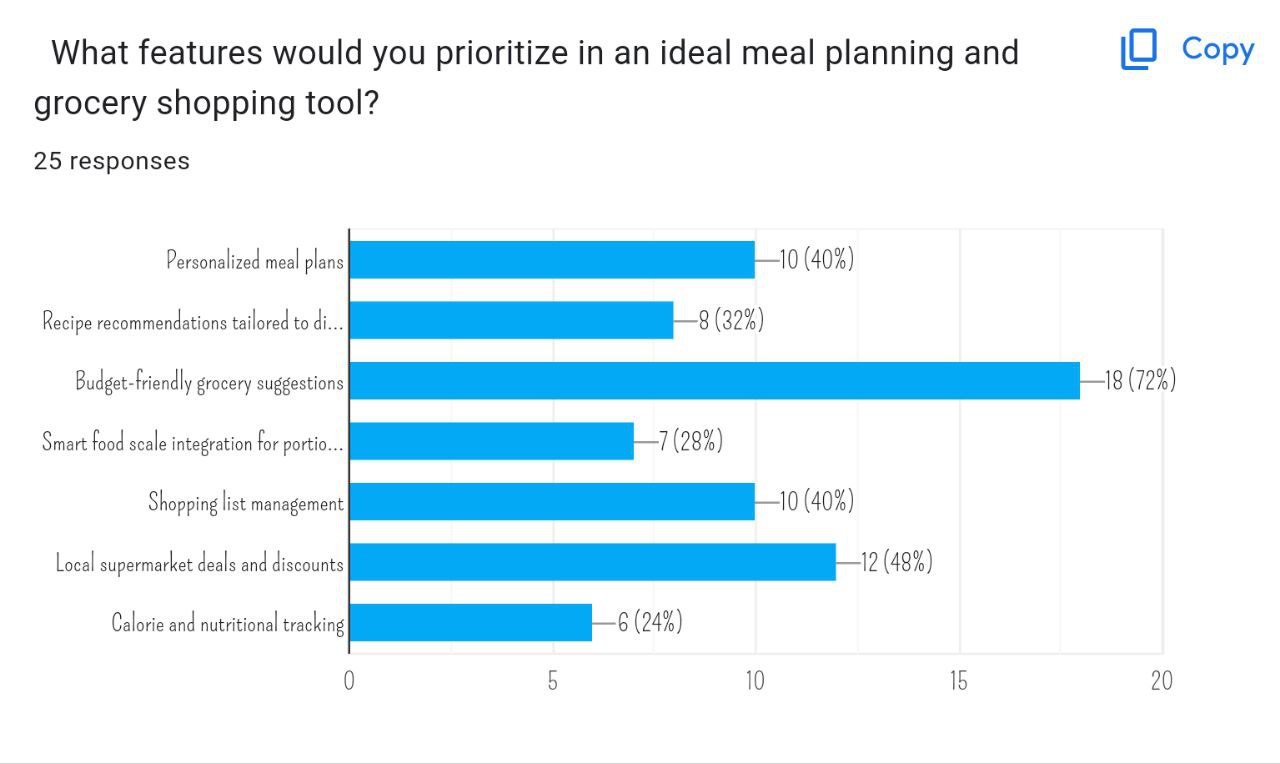 What features would you prioritize in an ideal meal planning and
grocery shopping tool?
Copy
25 responses
Personalized meal plans
10 (40%)
Recipe recommendations tailored to di...
8 (32%)
Budget-friendly grocery suggestions
18 (72%)
Smart food scale integration for portio...
7 (28%)
Shopping list management
10 (40%)
Local supermarket deals and discounts
12 (48%)
Calorie and nutritional tracking
6 (24%)
0 5 10 15 20